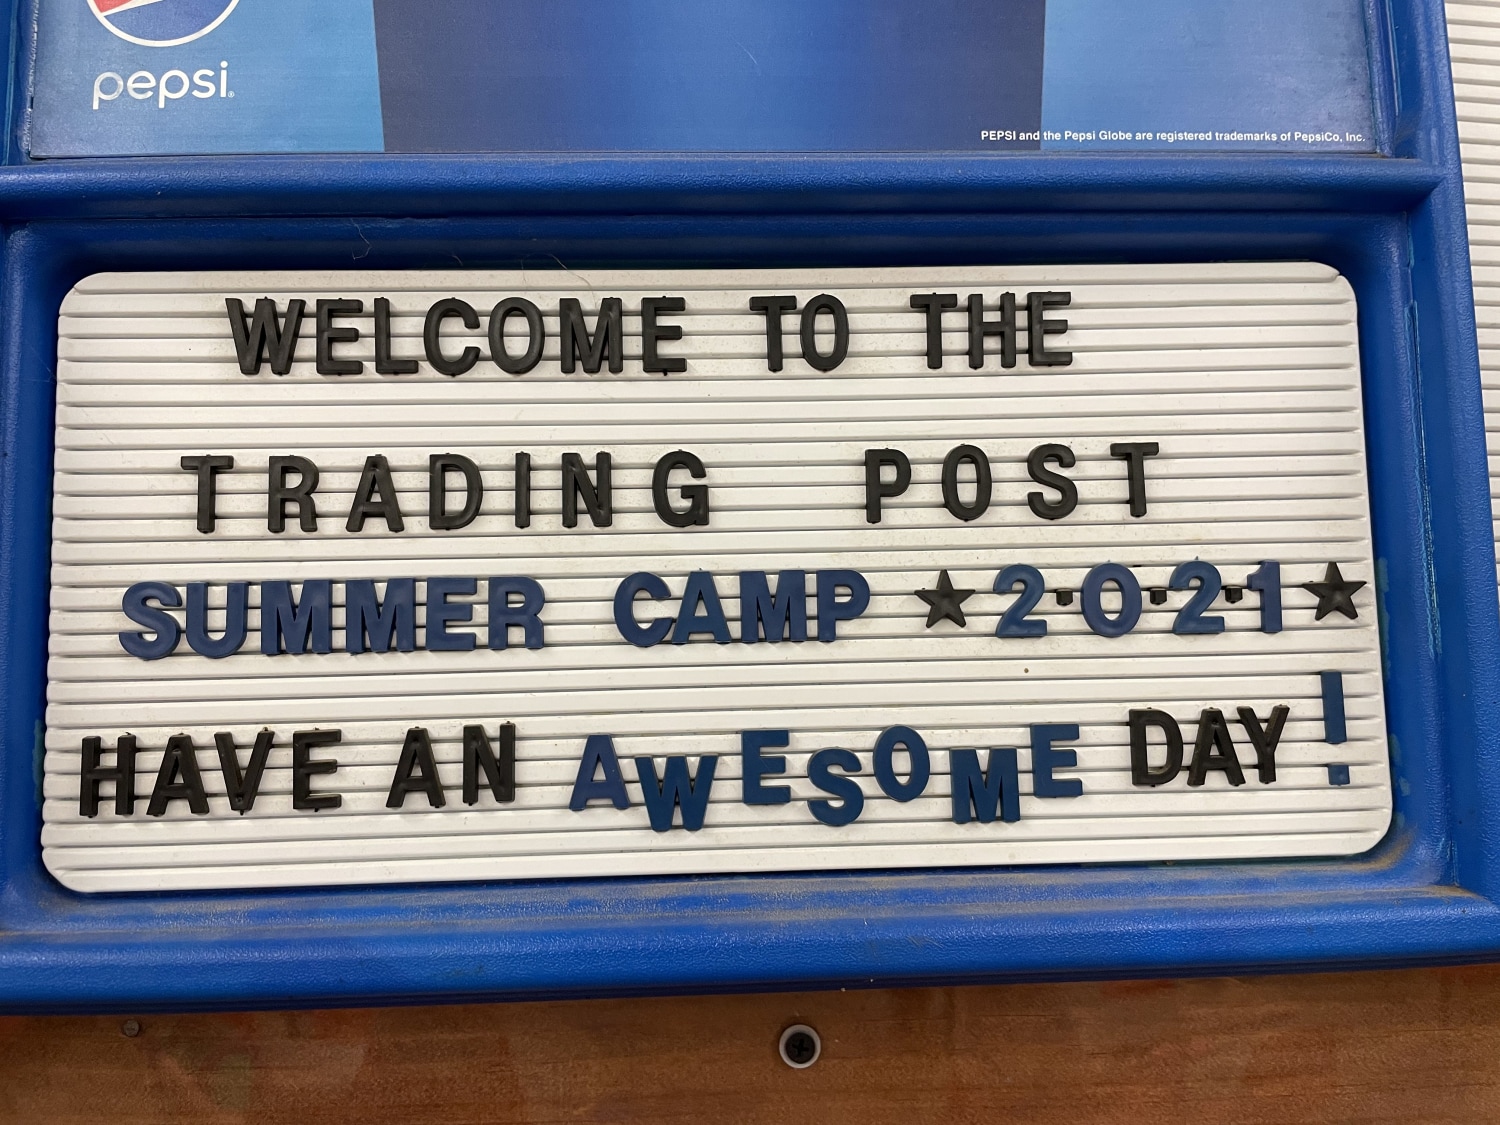 pepsi.
PEPSI and the Pepsi Globe are registered trademarks of PepsiCo, Inc.
WELCOME TO THE
TRADING POST
SUMMER CAMP ★2·0·2·1★
HAVE AN AWESOME DAY!